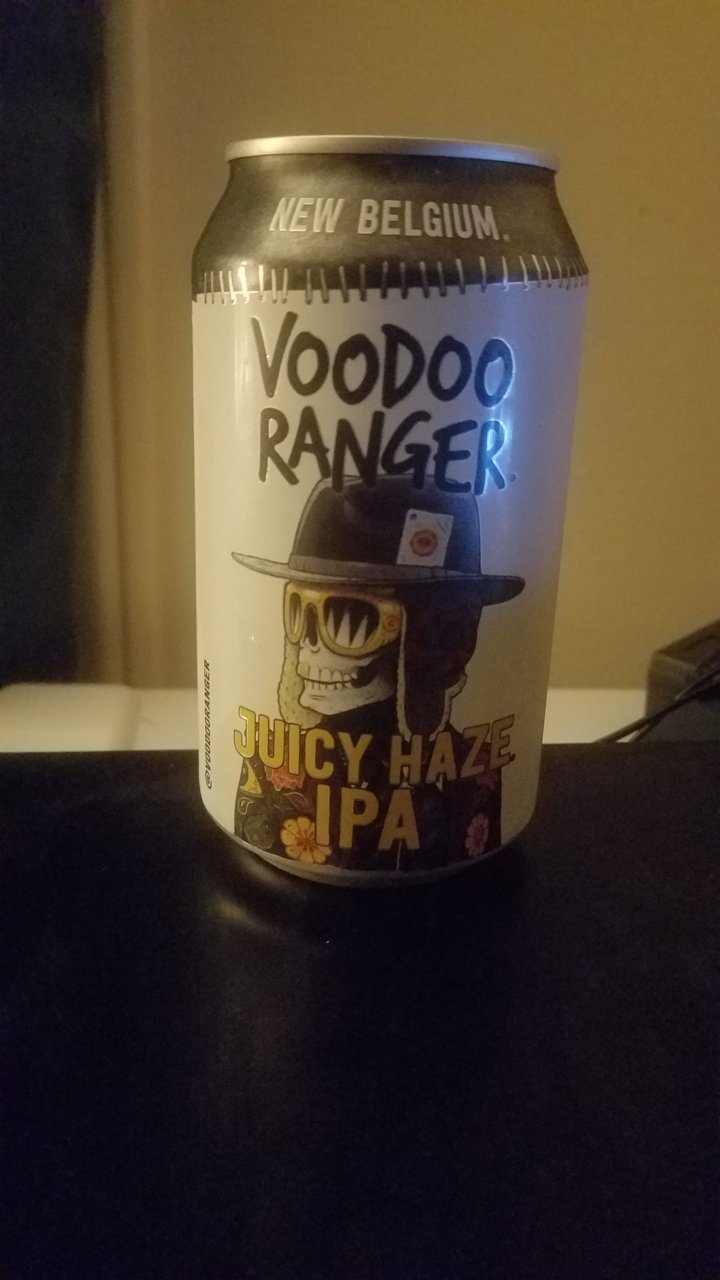 NEW BELGIUM.
VOODOO
RANGER
JUICY HAZE
IPA
@VOODOORANGER